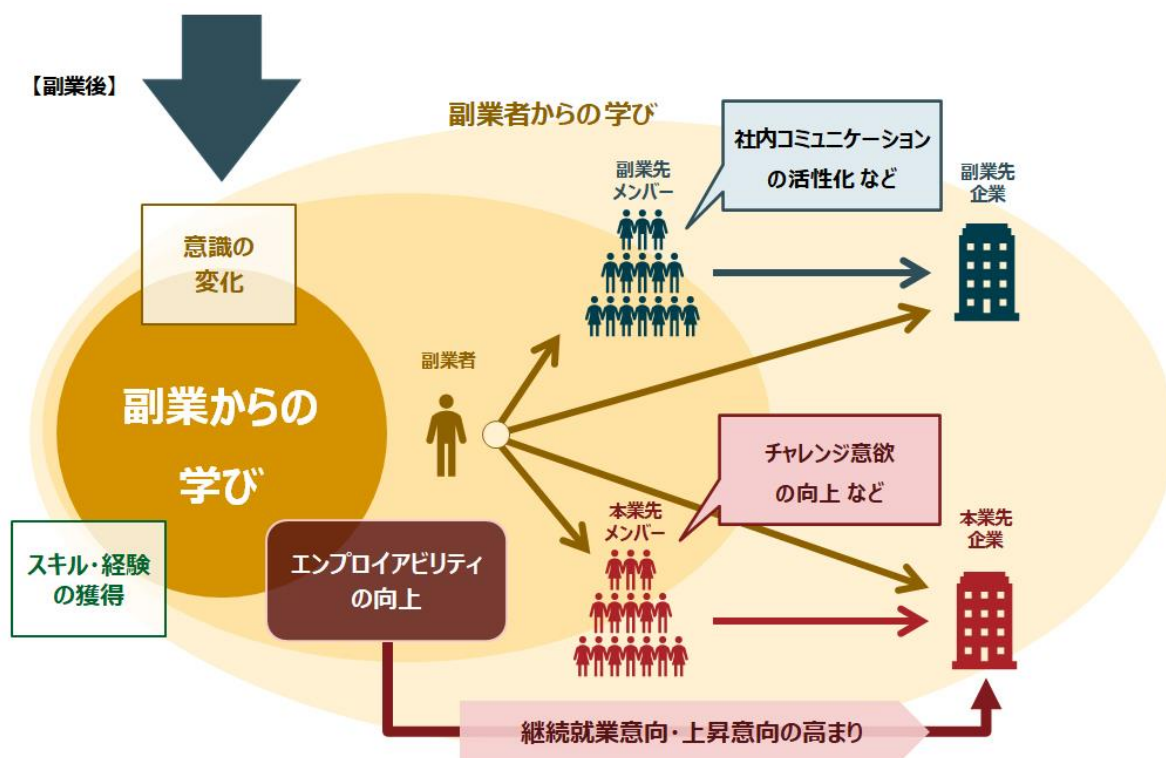 【副業後】
副業者からの学び
社内コミュニケーション
の活性化 など
副業先
メンバー
副業先
企業
意識の
変化
副業者
副業からの
学び
チャレンジ意欲
の向上 など
本業先
メンバー
本業先
企業
スキル・経験
の獲得
エンプロイアビリティ
の向上
継続就業意向・上昇意向の高まり